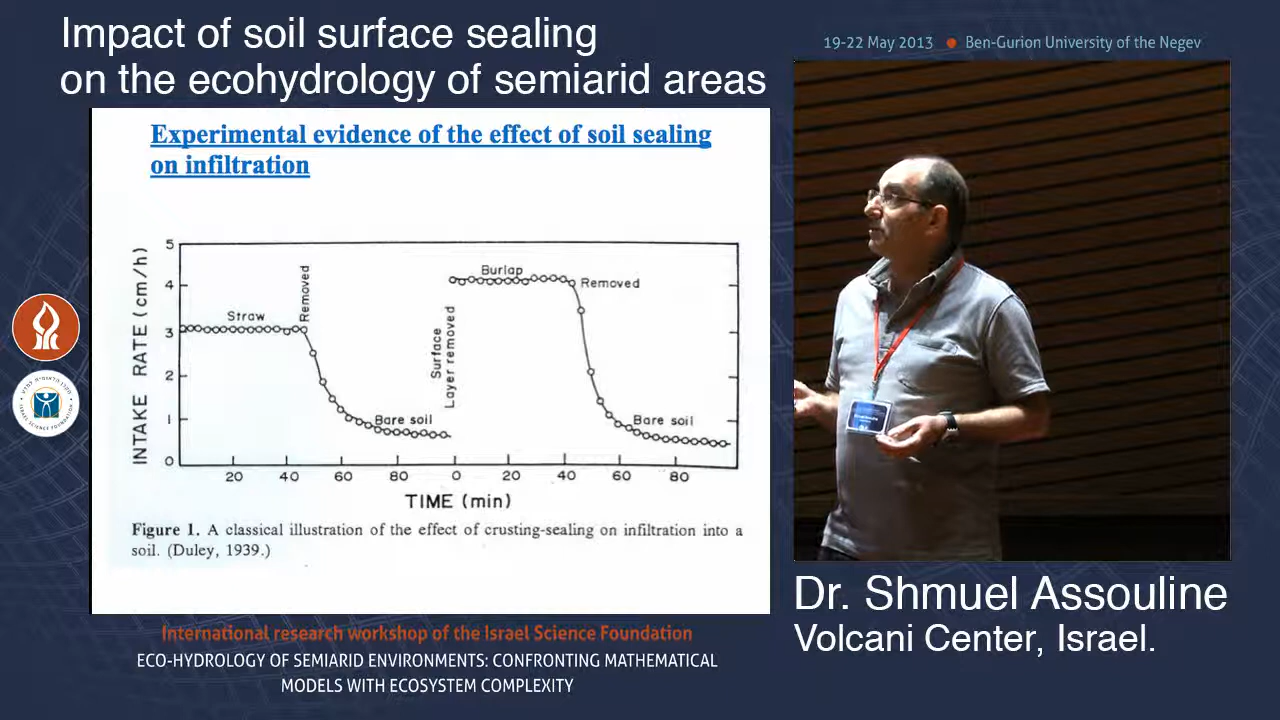 Impact of soil surface sealing
on the ecohydrology of semiarid areas
19-22 May 2013 ● Ben-Gurion University of the Negev
Experimental evidence of the effect of soil sealing
on infiltration
INTAKE RATE (cm/h)
5
4
3
2
1
0
Straw
Removed
Bare soil
Surface
Layer removed
Burlap
Removed
Bare soil
20 40 60 80 0 20 40 60 80
TIME (min)
Figure 1. A classical illustration of the effect of crusting-sealing on infiltration into a
soil. (Duley, 1939.)
Dr. Shmuel Assouline
Volcani Center, Israel.
International research workshop of the Israel Science Foundation
ECO-HYDROLOGY OF SEMIARID ENVIRONMENTS: CONFRONTING MATHEMATICAL
MODELS WITH ECOSYSTEM COMPLEXITY